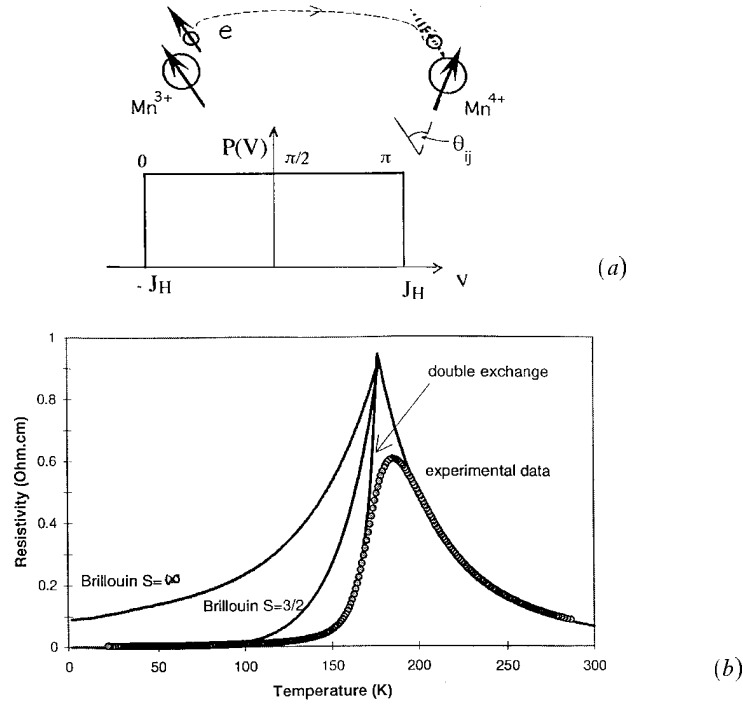 e
Mn3+
Mn4+
θij
P(V)
0
π/2
π
- JH
JH
V
(a)
1
0.8
0.6
0.4
0.2
0
Resistivity (Ohm.cm)
double exchange
experimental data
Brillouin S=∞
Brillouin S=3/2
0
50
100
150
200
250
300
Temperature (K)
(b)